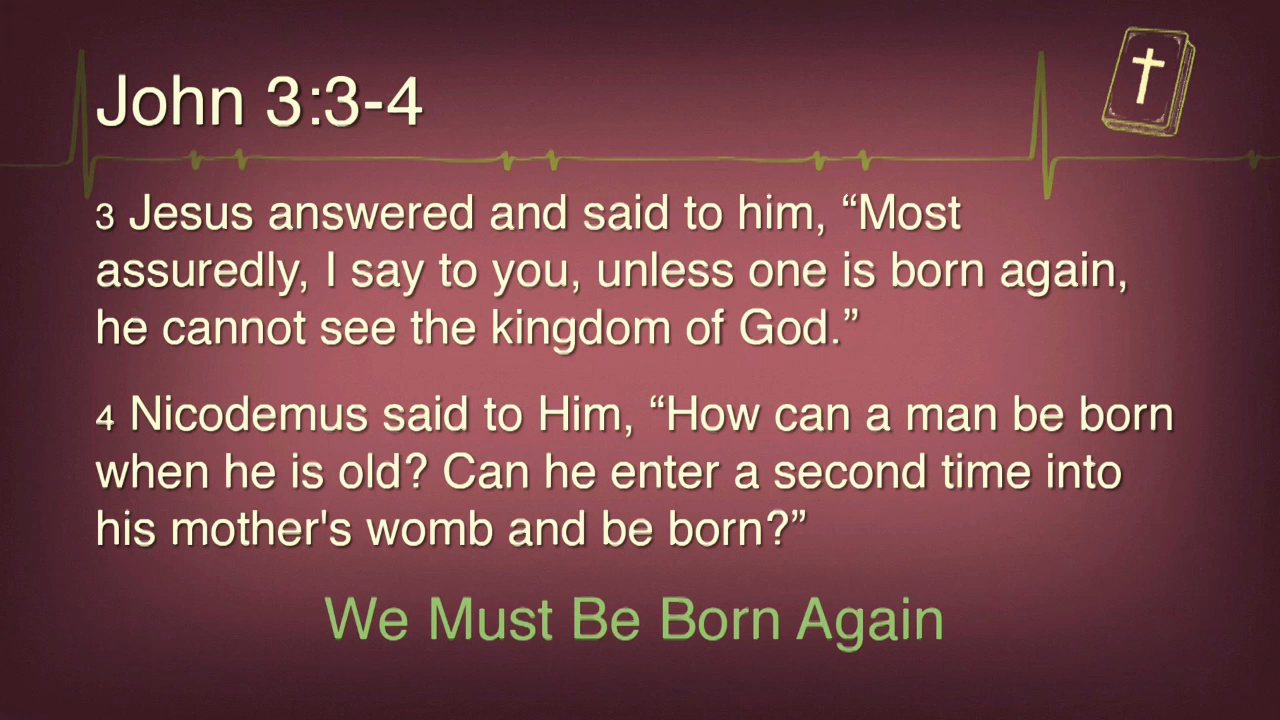 John 3:3-4
3 Jesus answered and said to him, “Most
assuredly, I say to you, unless one is born again,
he cannot see the kingdom of God.”
4 Nicodemus said to Him, “How can a man be born
when he is old? Can he enter a second time into
his mother's womb and be born?”
We Must Be Born Again